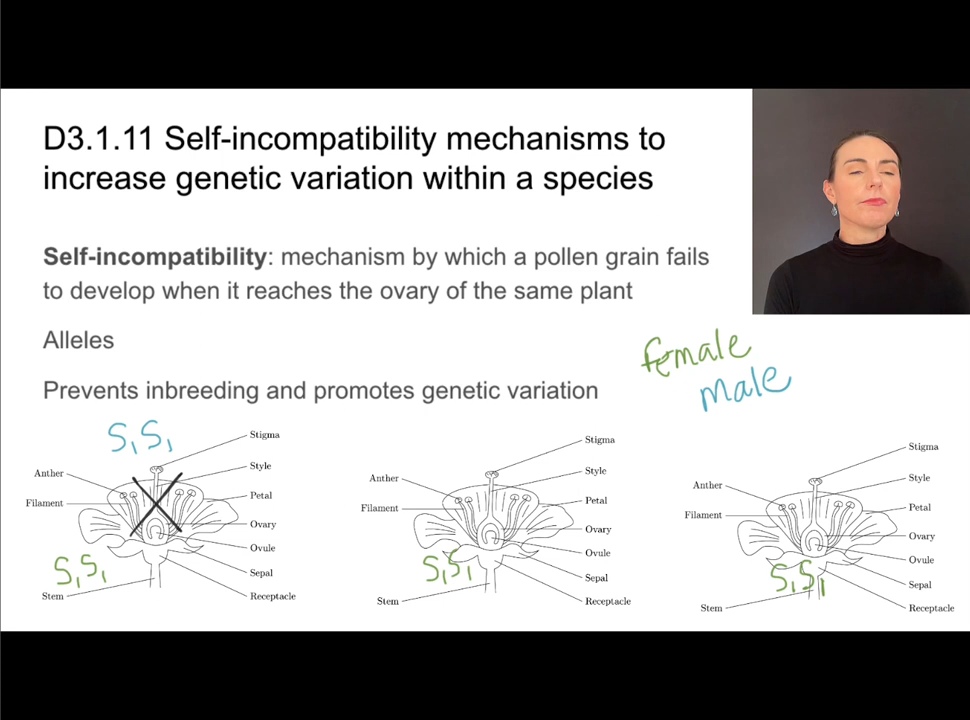 D3.1.11 Self-incompatibility mechanisms to
increase genetic variation within a species
Self-incompatibility: mechanism by which a pollen grain fails
to develop when it reaches the ovary of the same plant
Alleles
Prevents inbreeding and promotes genetic variation
female
male
S₁S₁
Stigma
Style
Anther
Filament
Petal
Ovary
Ovule
Sepal
S₁S₁
Stem
Receptacle
Stigma
Style
Anther
Filament
Petal
Ovary
Ovule
Sepal
S₁S₁
Stem
Receptacle
Stigma
Style
Anther
Filament
Petal
Ovary
Ovule
Sepal
S₁S₁
Stem
Receptacle